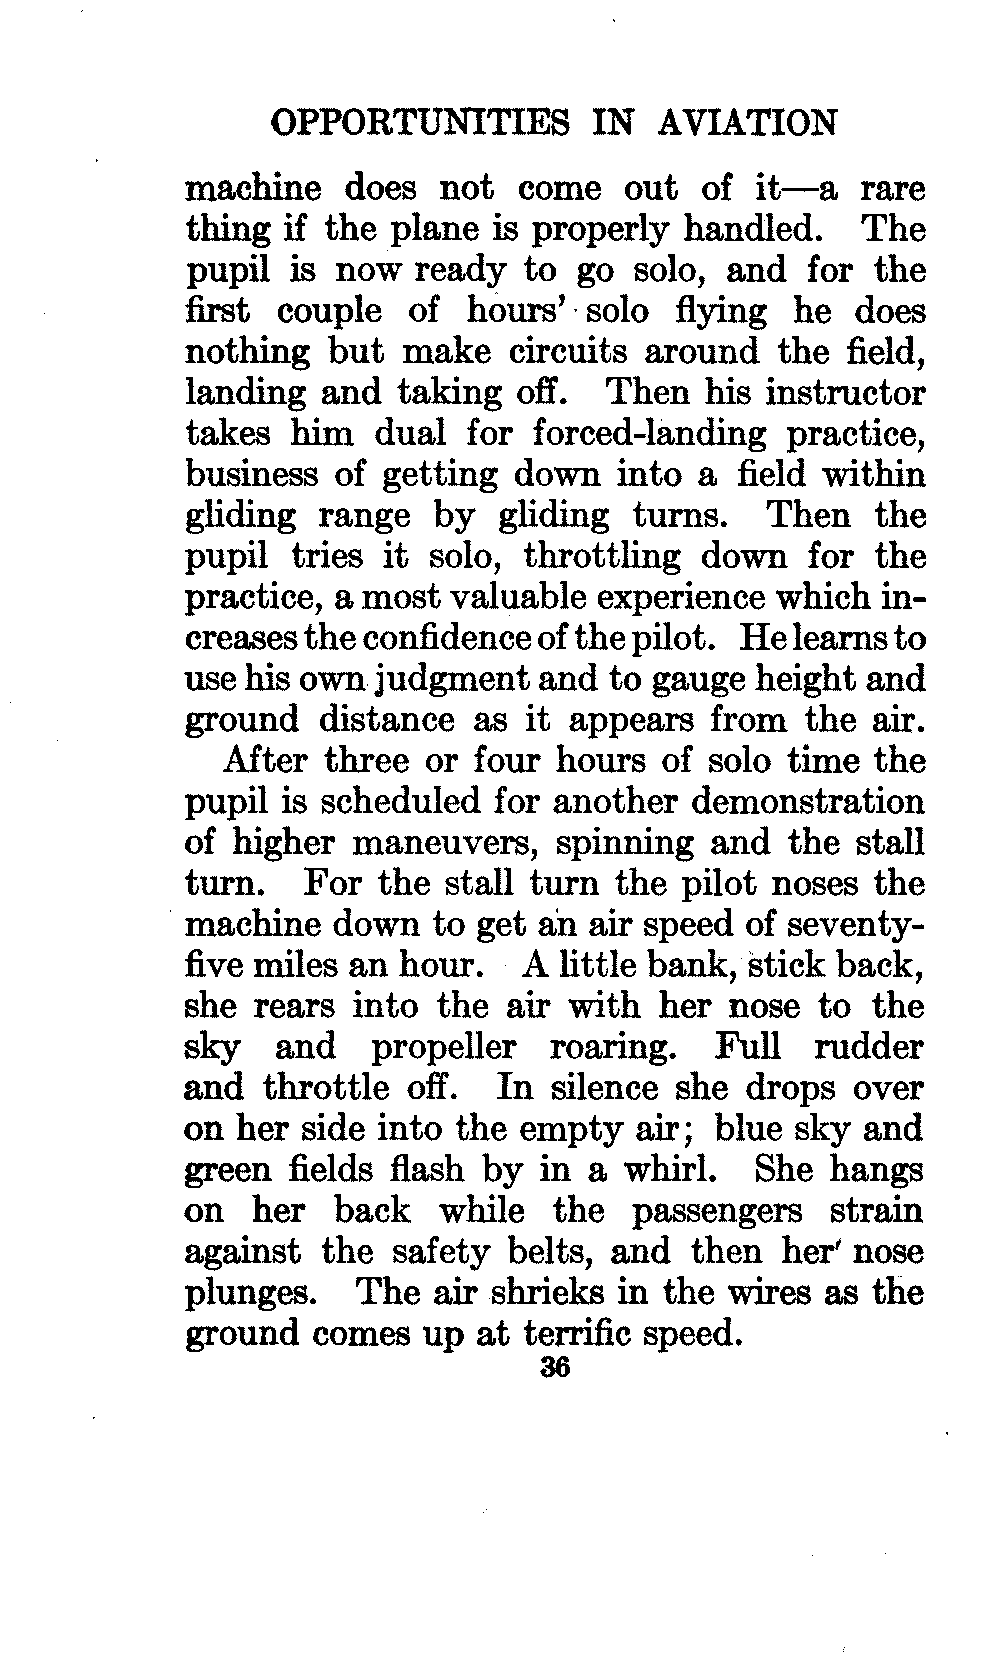 OPPORTUNITIES IN AVIATION
machine does not come out of it—a rare
thing if the plane is properly handled. The
pupil is now ready to go solo, and for the
first couple of hours' solo flying he does
nothing but make circuits around the field,
landing and taking off. Then his instructor
takes him dual for forced-landing practice,
business of getting down into a field within
gliding range by gliding turns. Then the
pupil tries it solo, throttling down for the
practice, a most valuable experience which in-
creases the confidence of the pilot. He learns to
use his own judgment and to gauge height and
ground distance as it appears from the air.
After three or four hours of solo time the
pupil is scheduled for another demonstration
of higher maneuvers, spinning and the stall
turn. For the stall turn the pilot noses the
machine down to get an air speed of seventy-
five miles an hour. A little bank, stick back,
she rears into the air with her nose to the
sky and propeller roaring. Full rudder
and throttle off. In silence she drops over
on her side into the empty air; blue sky and
green fields flash by in a whirl. She hangs
on her back while the passengers strain
against the safety belts, and then her nose
plunges. The air shrieks in the wires as the
ground comes up at terrific speed.
36